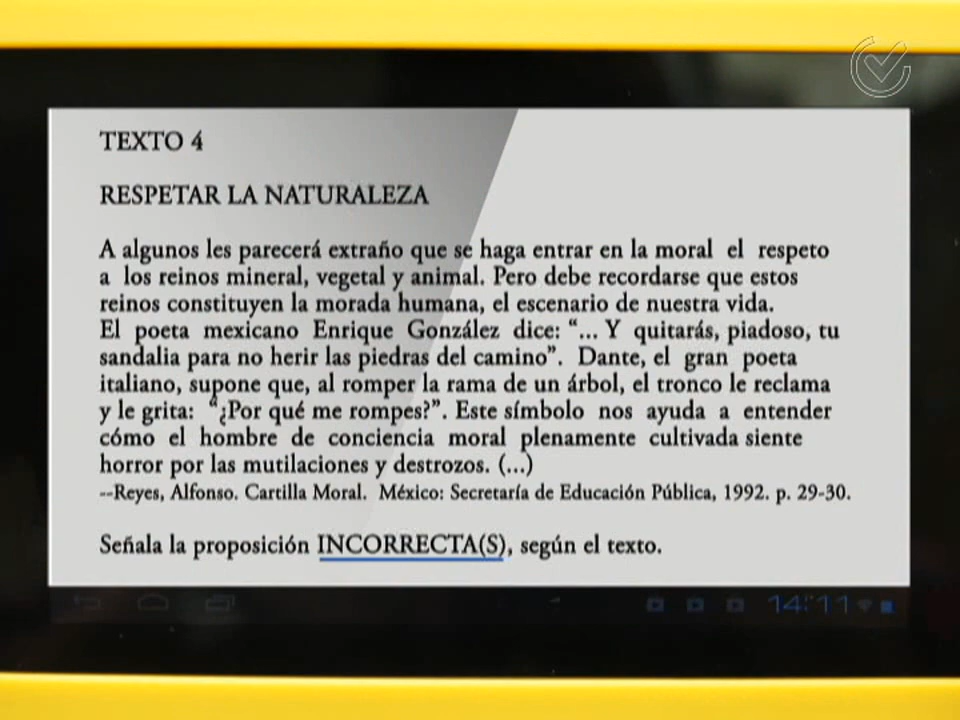 TEXTO 4
RESPETAR LA NATURALEZA
A algunos les parecerá extraño que se haga entrar en la moral el respeto
a los reinos mineral, vegetal y animal. Pero debe recordarse que estos
reinos constituyen la morada humana, el escenario de nuestra vida.
El poeta mexicano Enrique González dice: “... Y quitarás, piadoso, tu
sandalia para no herir las piedras del camino”. Dante, el gran poeta
italiano, supone que, al romper la rama de un árbol, el tronco le reclama
y le grita: “¿Por qué me rompes?”. Este símbolo nos ayuda a entender
cómo el hombre de conciencia moral plenamente cultivada siente
horror por las mutilaciones y destrozos. (...)
--Reyes, Alfonso. Cartilla Moral. México: Secretaría de Educación Pública, 1992. p. 29-30.
Señala la proposición INCORRECTA(S), según el texto.
14:11